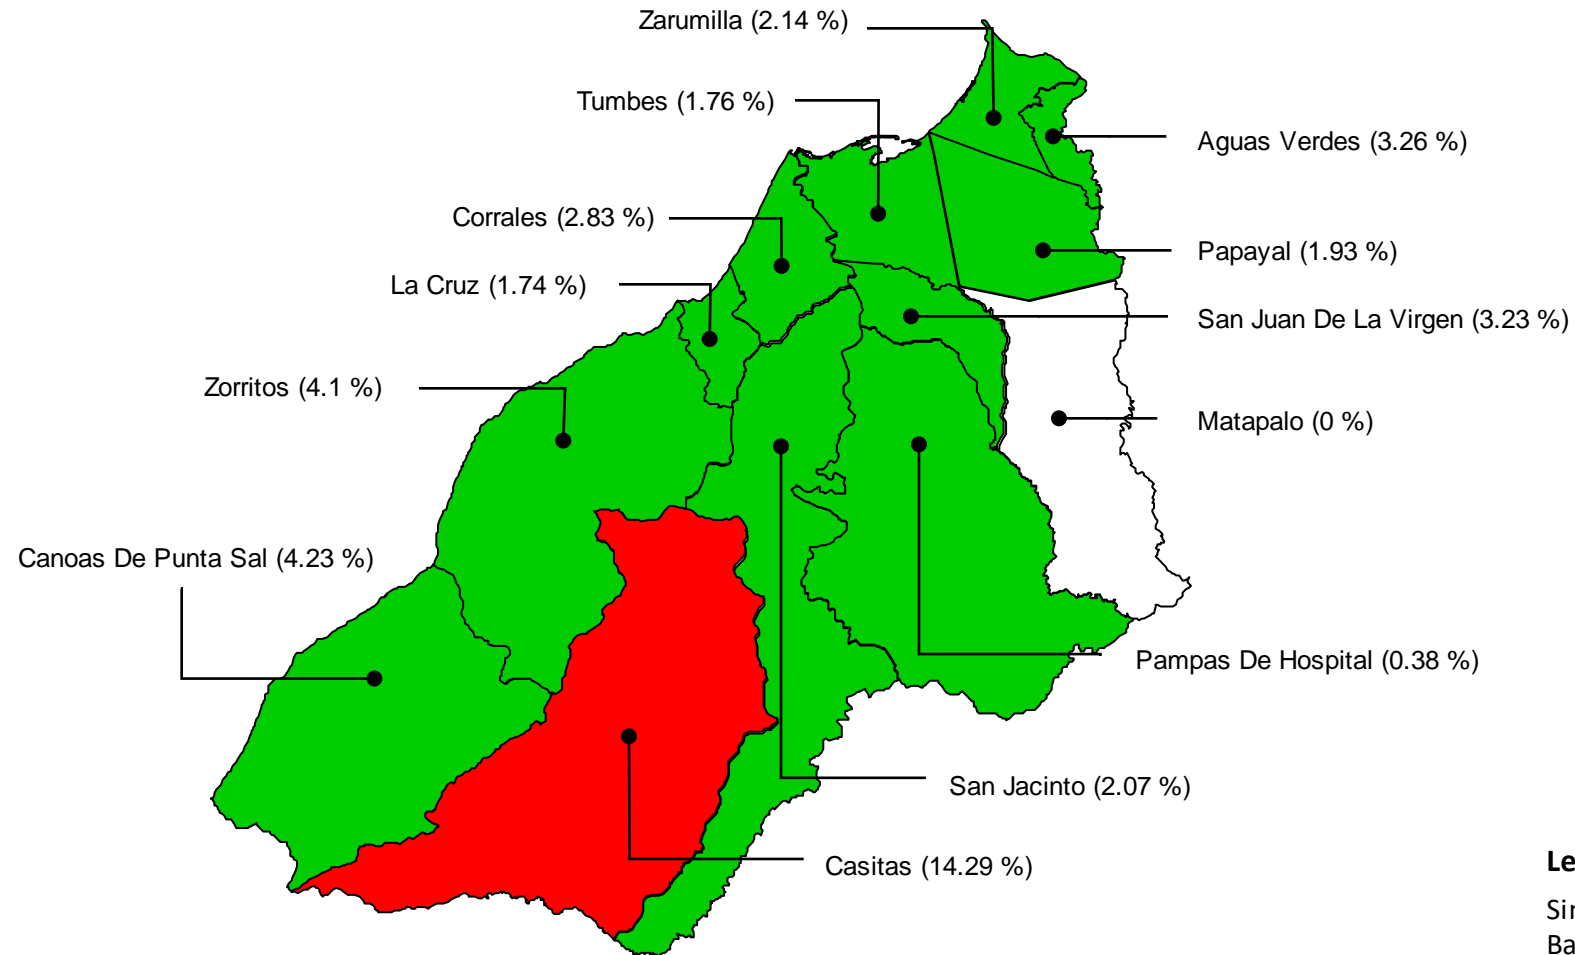 Zarumilla (2.14 %)
Tumbes (1.76 %)
Aguas Verdes (3.26 %)
Corrales (2.83 %)
Papayal (1.93 %)
La Cruz (1.74 %)
San Juan De La Virgen (3.23 %)
Zorritos (4.1 %)
Matapalo (0 %)
Canoas De Punta Sal (4.23 %)
Pampas De Hospital (0.38 %)
San Jacinto (2.07 %)
Casitas (14.29 %)
Le
Ba